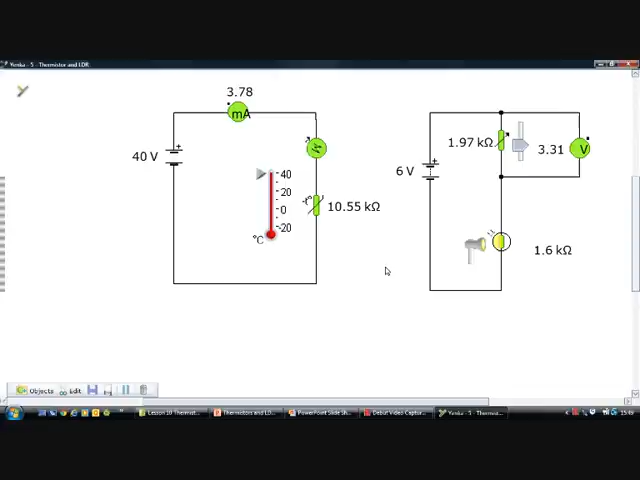 Yenka - 5 - Thermistor and LDR
3.78
mA
40 V
40
20
0
-20
°C
-t°
10.55 kΩ
1.97 kΩ
3.31
V
6 V
1.6 kΩ
Objects
Edit
Lesson 10 Thermist...
Thermistors and LD...
PowerPoint Slide Sh...
Debut Video Captur...
Yenka - 5 - Thermis...
15:49